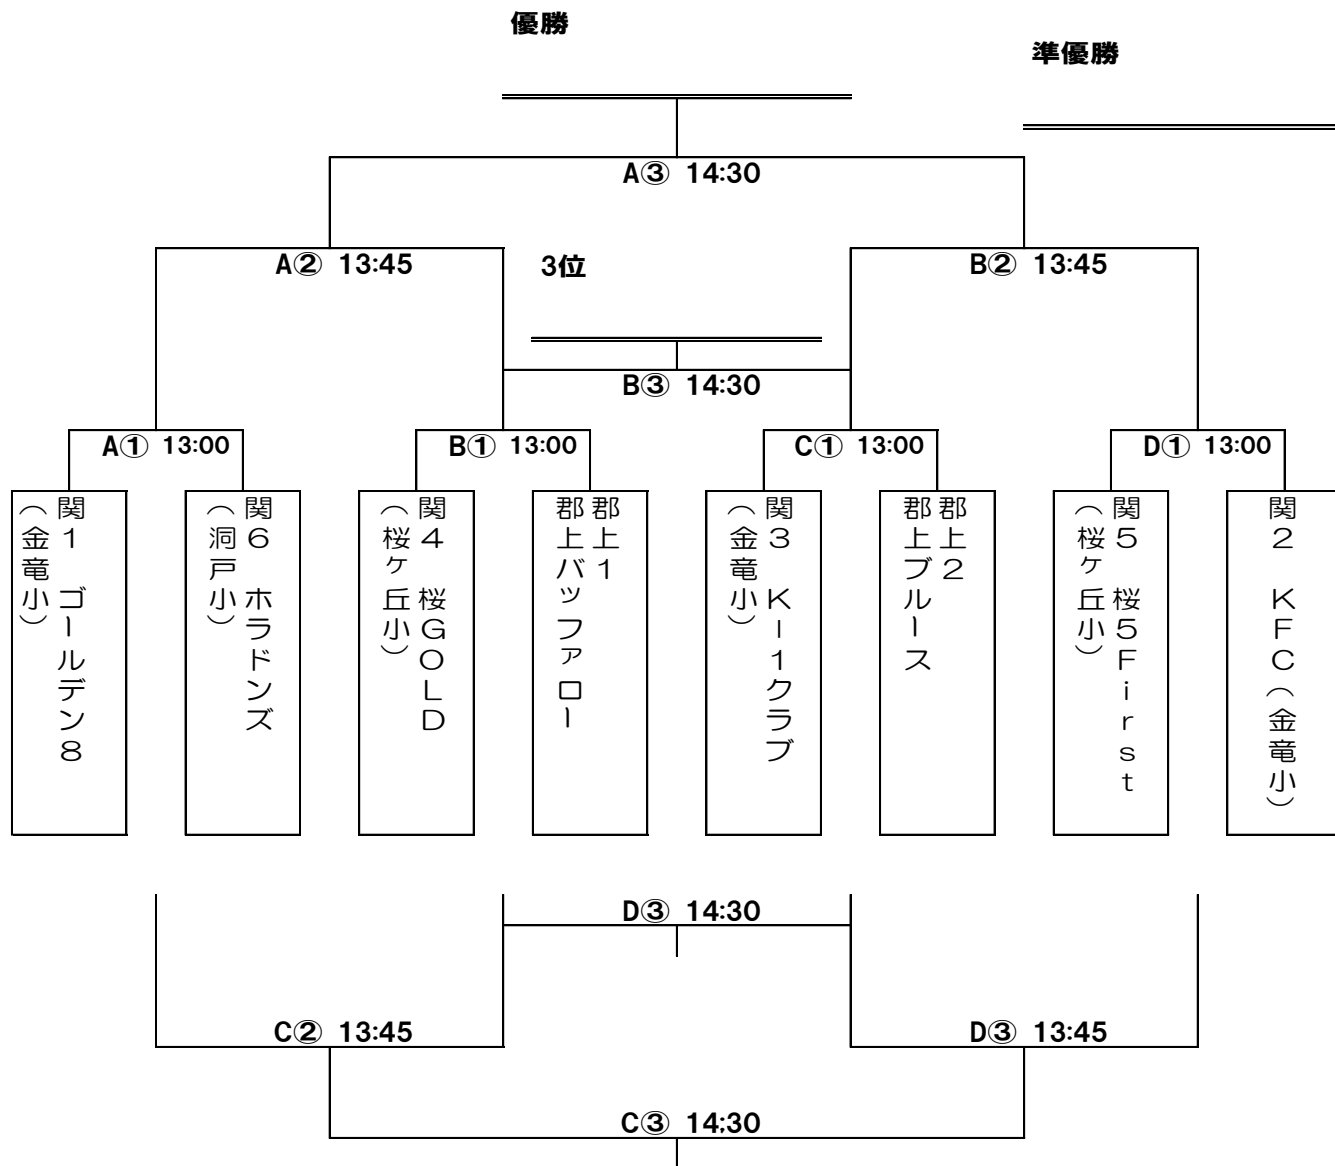 優勝
準優勝
A③ 14:30
A② 13:45
3位
B② 13:45
B③ 14:30
A① 13:00
B① 13:00
C① 13:00
D① 13:00
関1 ゴールデン8
（金竜小）
関6 ホラドンズ
（洞戸小）
関4 桜GOLD
（桜ケ丘小）
郡上1
郡上バッファロー
関3 K－1クラブ
（金竜小）
郡上2
郡上ブルース
関5 桜5First
（桜ケ丘小）
関2 KFC（金竜小）
D③ 14:30
C② 13:45
D③ 13:45
C③ 14:30